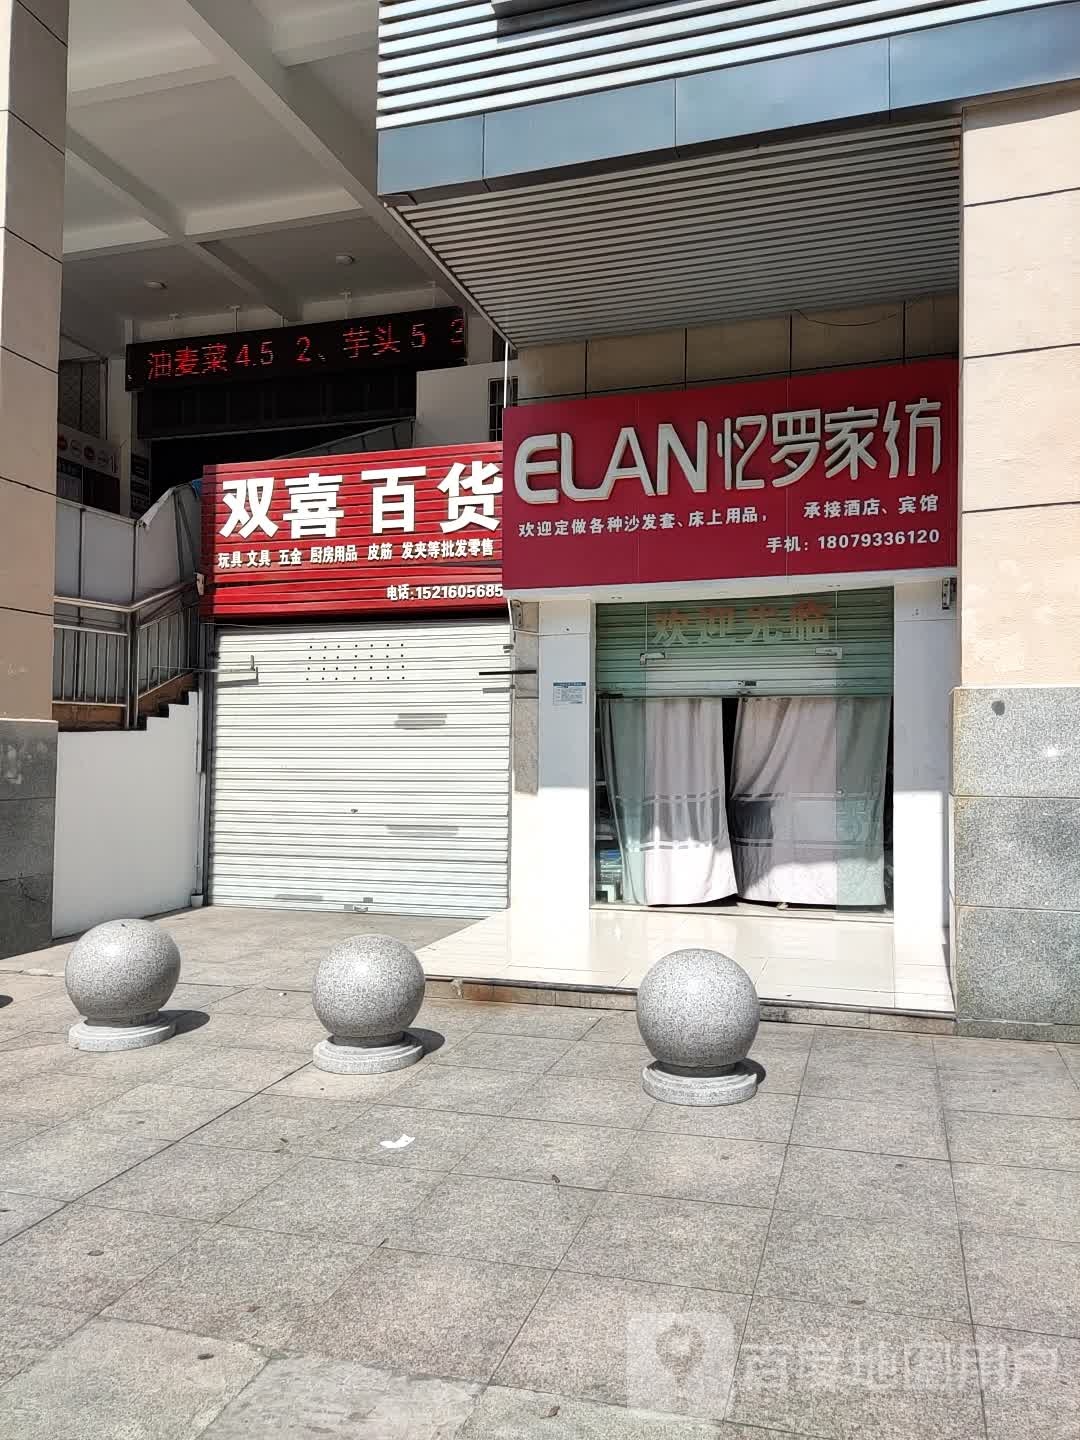 油麦菜 4.5 2、芋头 5 3
双喜百货
玩具 文具 五金 厨房用品 皮筋 发夹等批发零售
电话:1521605685
ELAN忆罗家纺
欢迎定做各种沙发套、床上用品, 承接酒店、宾馆
手机: 18079336120
欢迎光临
百度地图用户